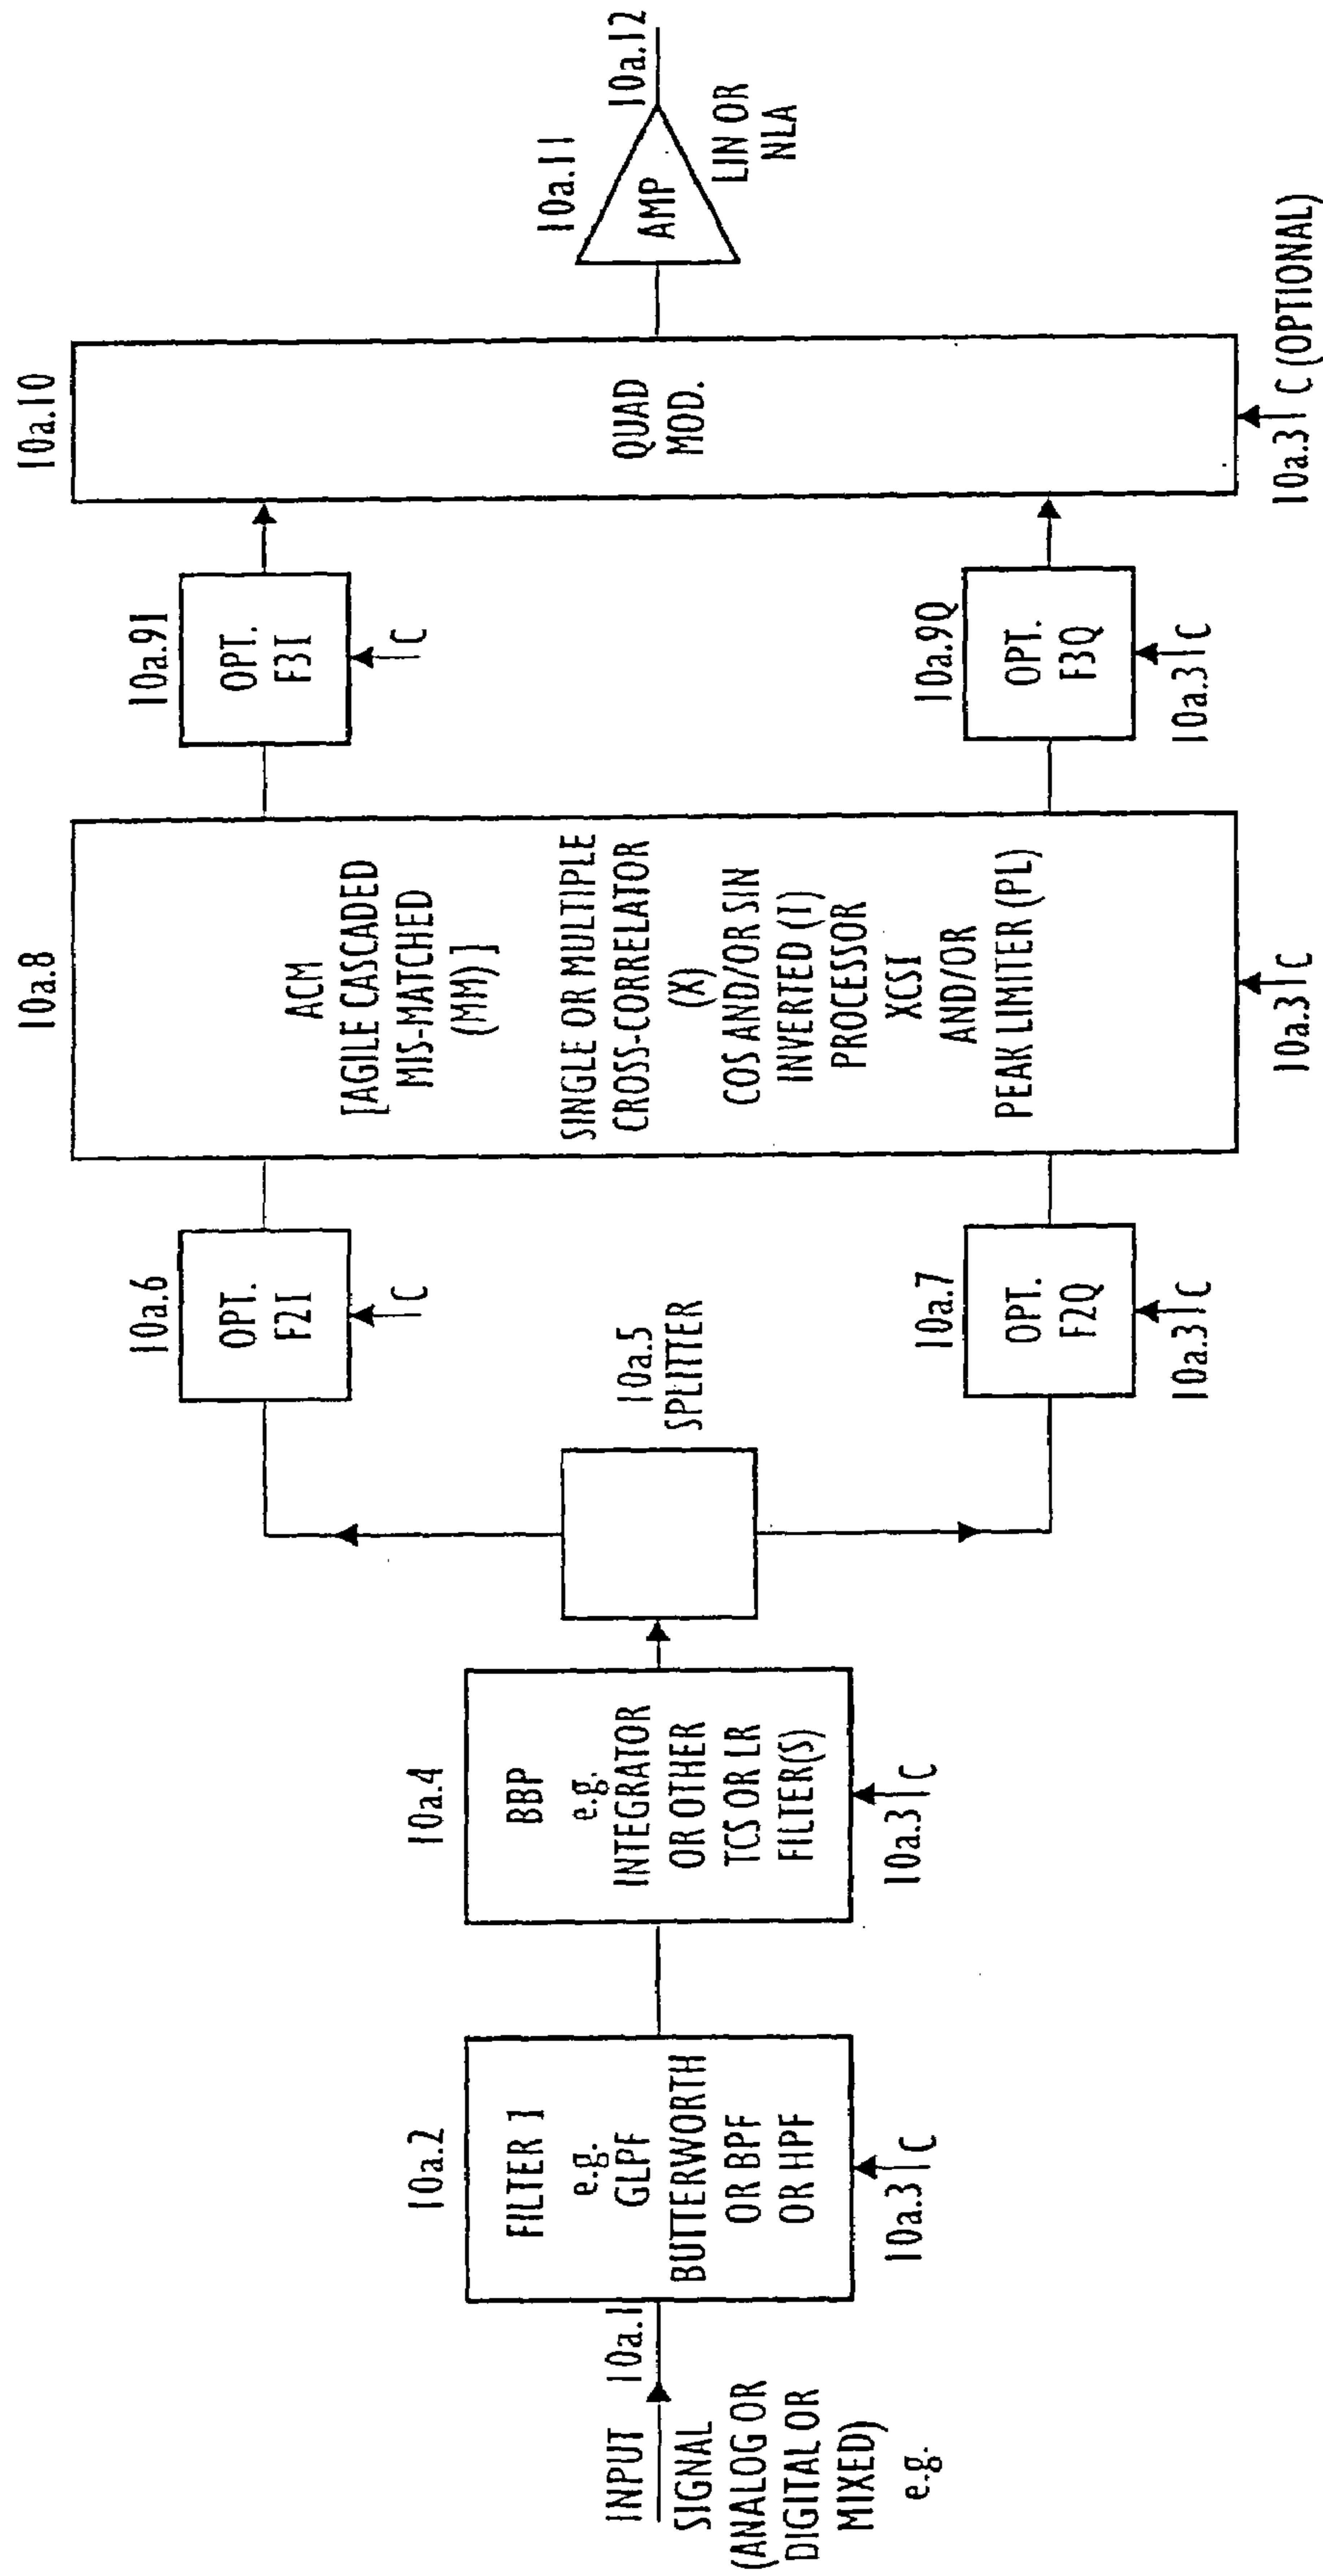 INPUT
SIGNAL
(ANALOG OR
DIGITAL OR
MIXED)
e.g.
10a.1
10a.2
FILTER 1
e.g.
GLPF
BUTTERWORTH
OR BPF
OR HPF
10a.3 C
10a.4
BBP
e.g.
INTEGRATOR
OR OTHER
TCS OR LR
FILTER(S)
10a.3 C
10a.5
SPLITTER
10a.6
OPT.
F2I
C
10a.7
OPT.
F2Q
10a.3 C
10a.8
ACM
[AGILE CASCADED
MIS-MATCHED
(MM)]
SINGLE OR MULTIPLE
CROSS-CORRELATOR
(X)
COS AND/OR SIN
INVERTED (I)
PROCESSOR
XCSI
AND/OR
PEAK LIMITER (PL)
10a.3 C
10a.9I
OPT.
F3I
C
10a.9Q
OPT.
F3Q
10a.3 C
10a.10
QUAD
MOD.
10a.3 C (OPTIONAL)
10a.11
AMP
LIN OR
NLA
10a.12